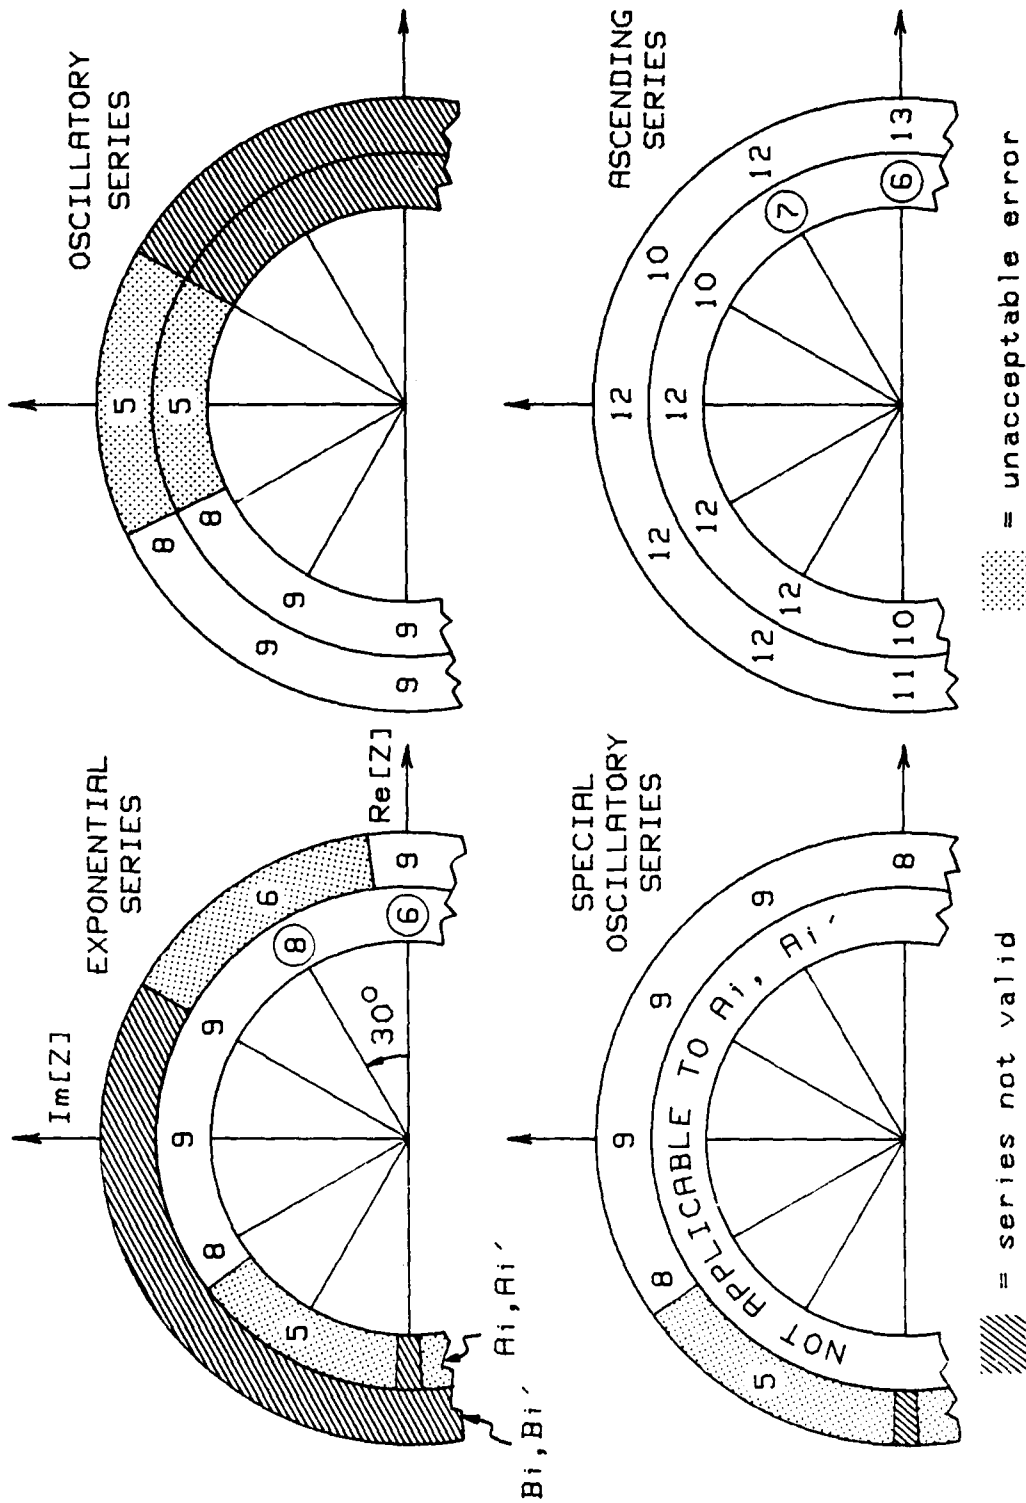 Im[Z]
EXPONENTIAL
SERIES
Re[Z]
6
9
5
8
9
9
8
6
30°
Bi,Bi′
Ai,Ai′
OSCILLATORY
SERIES
9
9
8
5
9
9
8
5
SPECIAL
OSCILLATORY
SERIES
5
8
9
9
9
8
NOT APPLICABLE TO Ai, Ai′
ASCENDING
SERIES
11
12
12
12
10
12
13
10
12
12
12
10
7
6
= series not valid
= unacceptable error